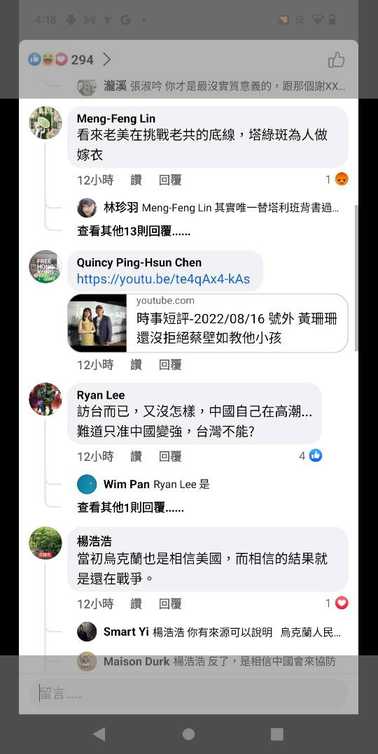 4:18
294
瀧溪 張淑吟 你才是最沒實質意義的，跟那個謝XX...
Meng-Feng Lin
看來老美在挑戰老共的底線，塔綠斑為人做
嫁衣
12小時 讚 回覆 1
林珍羽 Meng-Feng Lin 其實唯一替塔利班背書過...
查看其他13則回覆......
Quincy Ping-Hsun Chen
https://youtu.be/te4qAx4-kAs
youtube.com
時事短評-2022/08/16 號外 黃珊珊
還沒拒絕蔡壁如教他小孩
12小時 讚 回覆
Ryan Lee
訪台而已，又沒怎樣，中國自己在高潮...
難道只准中國變強，台灣不能?
12小時 讚 回覆 4
Wim Pan Ryan Lee 是
查看其他1則回覆......
楊浩浩
當初烏克蘭也是相信美國，而相信的結果就
是還在戰爭。
12小時 讚 回覆 1
Smart Yi 楊浩浩 你有來源可以說明 烏克蘭人民...
Maison Durk 楊浩浩 反了，是相信中國會來協防
留言......